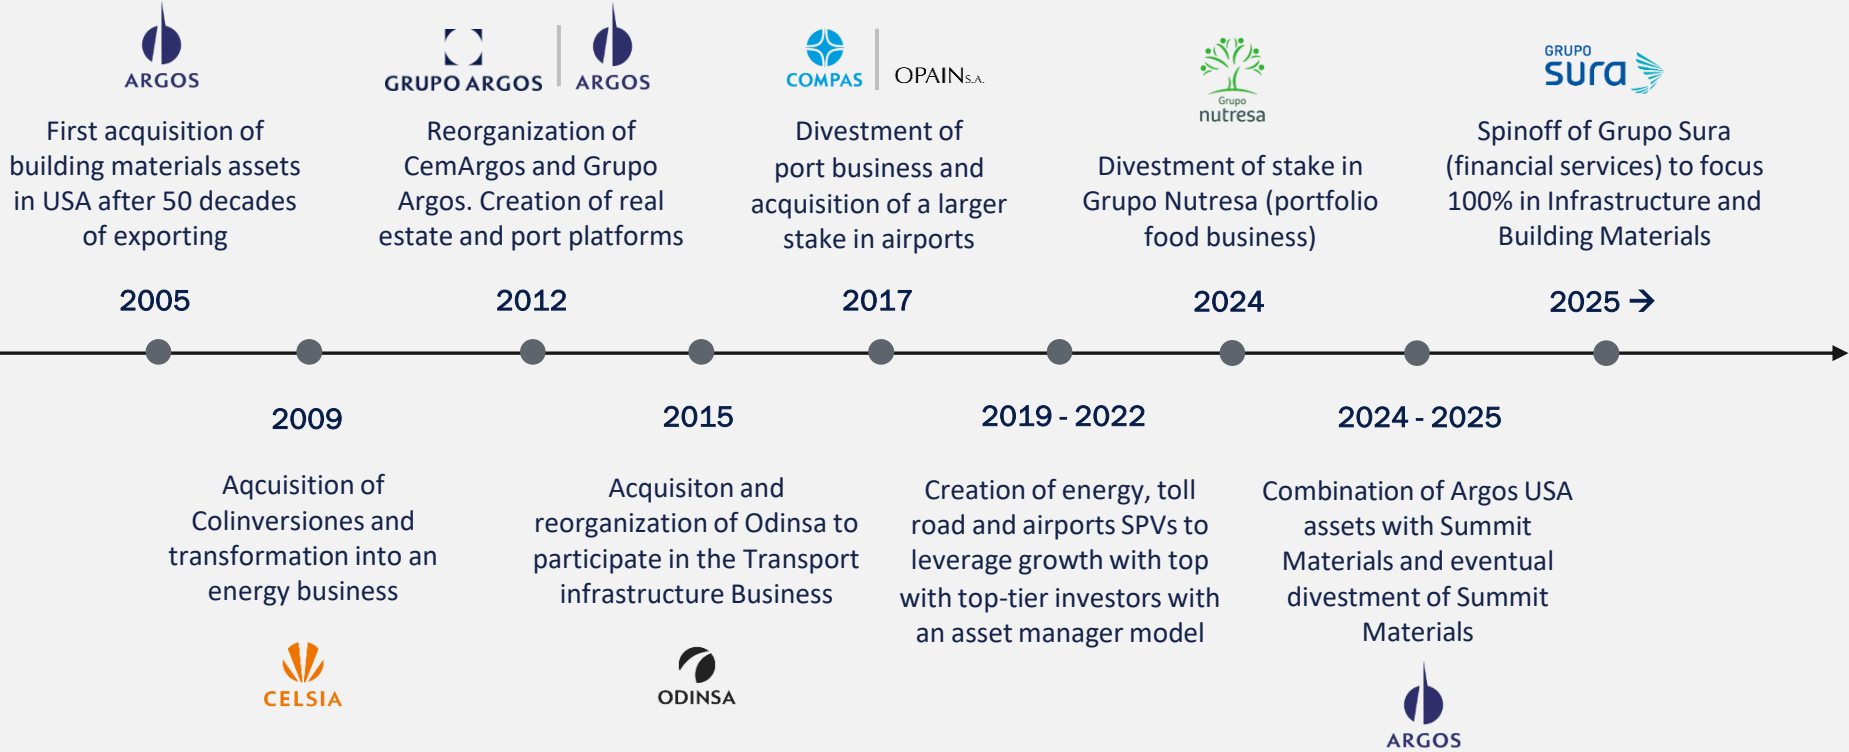 ARGOS
First acquisition of
building materials assets
in USA after 50 decades
of exporting
2005
GRUPO ARGOS
ARGOS
Reorganization of
CemArgos and Grupo
Argos. Creation of real
estate and port platforms
2012
COMPAS
OPAIN S.A.
Divestment of
port business and
acquisition of a larger
stake in airports
2017
Grupo
nutresa
Divestment of stake in
Grupo Nutresa (portfolio
food business)
2024
GRUPO
sura
Spinoff of Grupo Sura
(financial services) to focus
100% in Infrastructure and
Building Materials
2025 →
2009
Aqcuisition of
Colinversiones and
transformation into an
energy business
CELSIA
2015
Acquisiton and
reorganization of Odinsa to
participate in the Transport
infrastructure Business
ODINSA
2019 - 2022
Creation of energy, toll
road and airports SPVs to
leverage growth with top
with top-tier investors with
an asset manager model
2024 - 2025
Combination of Argos USA
assets with Summit
Materials and eventual
divestment of Summit
Materials
ARGOS